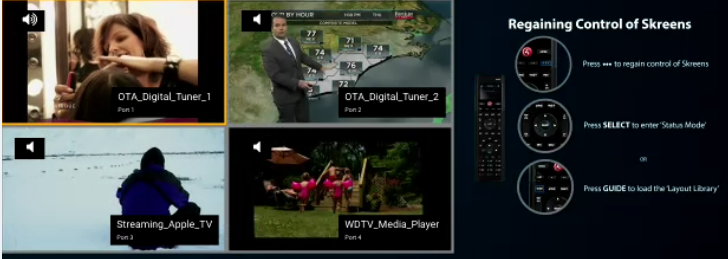 OTA_Digital_Tuner_1
Port 1
BY HOUR
77
71
74
74
76
72
OTA_Digital_Tuner_2
Port 2
Streaming_Apple_TV
Port 3
WDTV_Media_Player
Port 4
Regaining Control of Skreens
Press ••• to regain control of Skreens
Press SELECT to enter 'Status Mode'
OR
Press GUIDE to load the 'Layout Library'